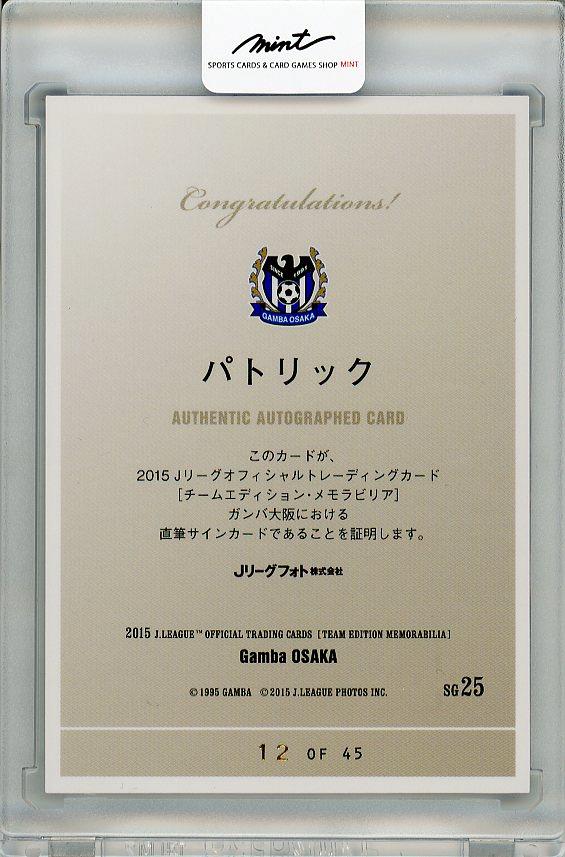 mint
SPORTS CARDS & CARD GAMES SHOP MINT
Congratulations!
SINCE 1991
GAMBA OSAKA
パトリック
AUTHENTIC AUTOGRAPHED CARD
このカードが、
2015 Jリーグオフィシャルトレーディングカード
[チームエディション・メモラビリア]
ガンバ大阪における
直筆サインカードであることを証明します。
Jリーグフォト株式会社
2015 J.LEAGUE™ OFFICIAL TRADING CARDS [TEAM EDITION MEMORABILIA]
Gamba OSAKA
©1995 GAMBA ©2015 J.LEAGUE PHOTOS INC.
SG25
12 OF 45